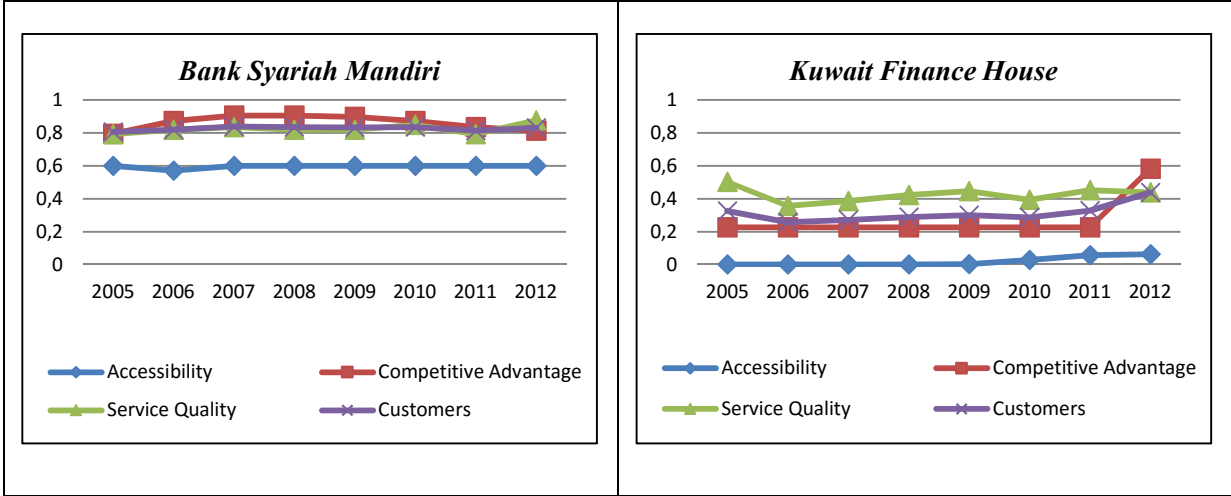 Bank Syariah Mandiri
1
0,8
0,6
0,4
0,2
0
2005 2006 2007 2008 2009 2010 2011 2012
Accessibility Competitive Advantage
Service Quality Customers
Kuwait Finance House
1
0,8
0,6
0,4
0,2
0
2005 2006 2007 2008 2009 2010 2011 2012
Accessibility Competitive Advantage
Service Quality Customers